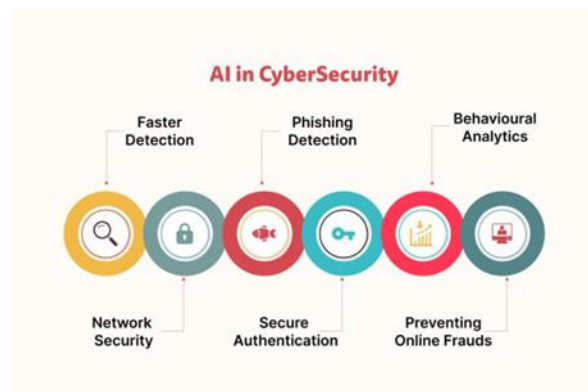 AI in CyberSecurity
Faster
Detection
Phishing
Detection
Behavioural
Analytics
Network
Security
Secure
Authentication
Preventing
Online Frauds